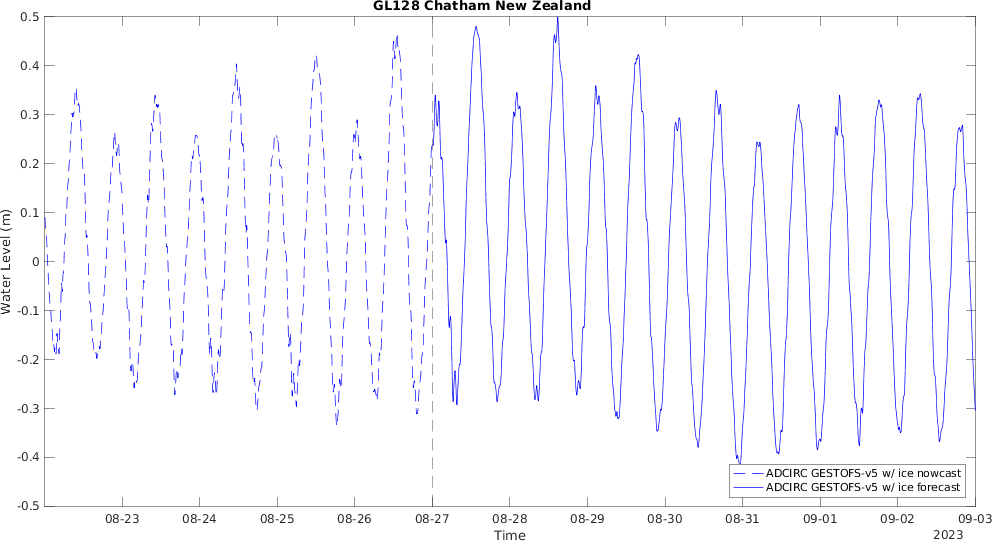 GL128 Chatham New Zealand
0.5
0.4
0.3
0.2
0.1
0
-0.1
-0.2
-0.3
-0.4
-0.5
Water Level (m)
ADCIRC GESTOFS-v5 w/ ice nowcast
ADCIRC GESTOFS-v5 w/ ice forecast
08-23 08-24 08-25 08-26 08-27 08-28 08-29 08-30 08-31 09-01 09-02 09-03
Time
2023